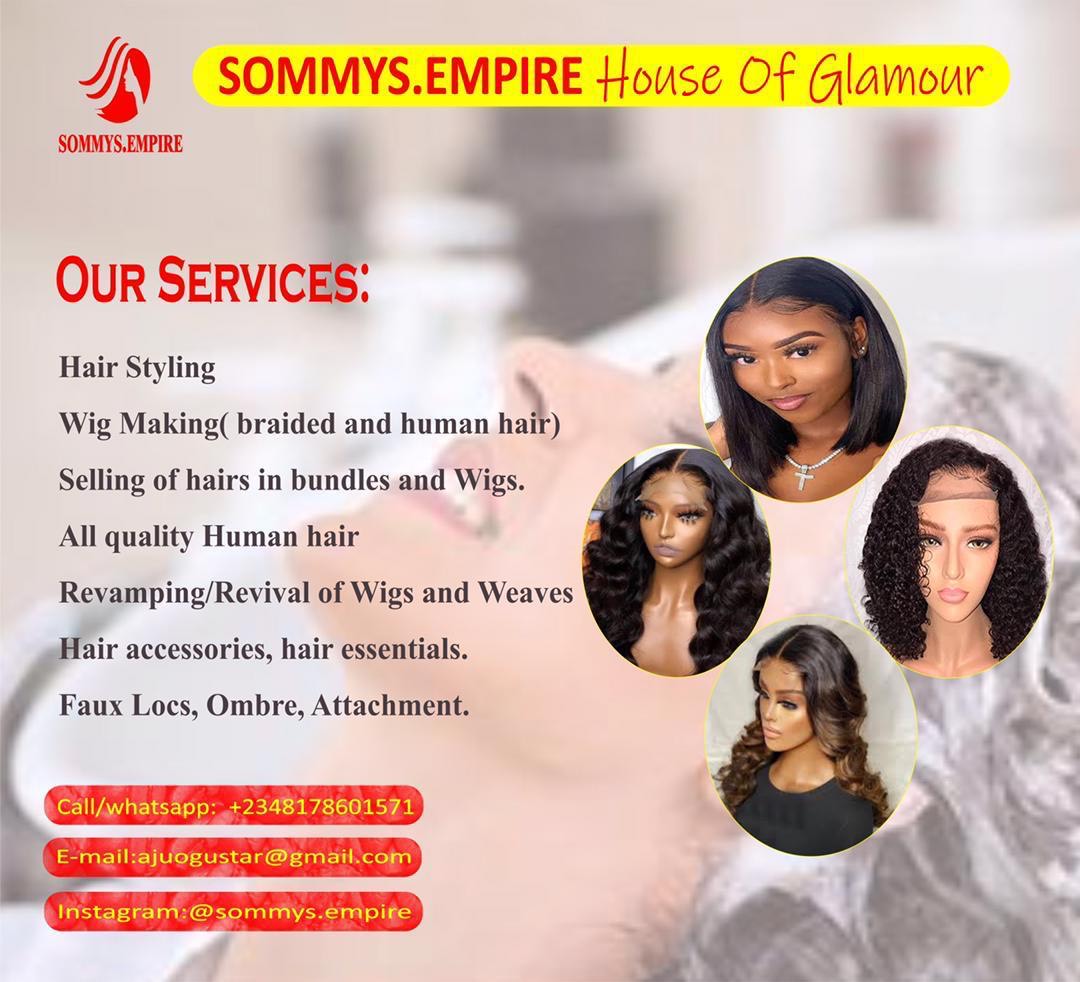 SOMMYS.EMPIRE House Of Glamour
SOMMYS.EMPIRE
OUR SERVICES:
Hair Styling
Wig Making( braided and human hair)
Selling of hairs in bundles and Wigs.
All quality Human hair
Revamping/Revival of Wigs and Weaves
Hair accessories, hair essentials.
Faux Locs, Ombre, Attachment.
Call/whatsapp: +2348178601571
E-mail:ajuogustar@gmail.com
Instagram:@sommys.empire